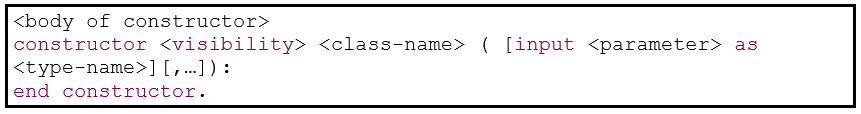 <body of constructor>
constructor <visibility> <class-name> ( [input <parameter> as
<type-name>][,…]):
end constructor.